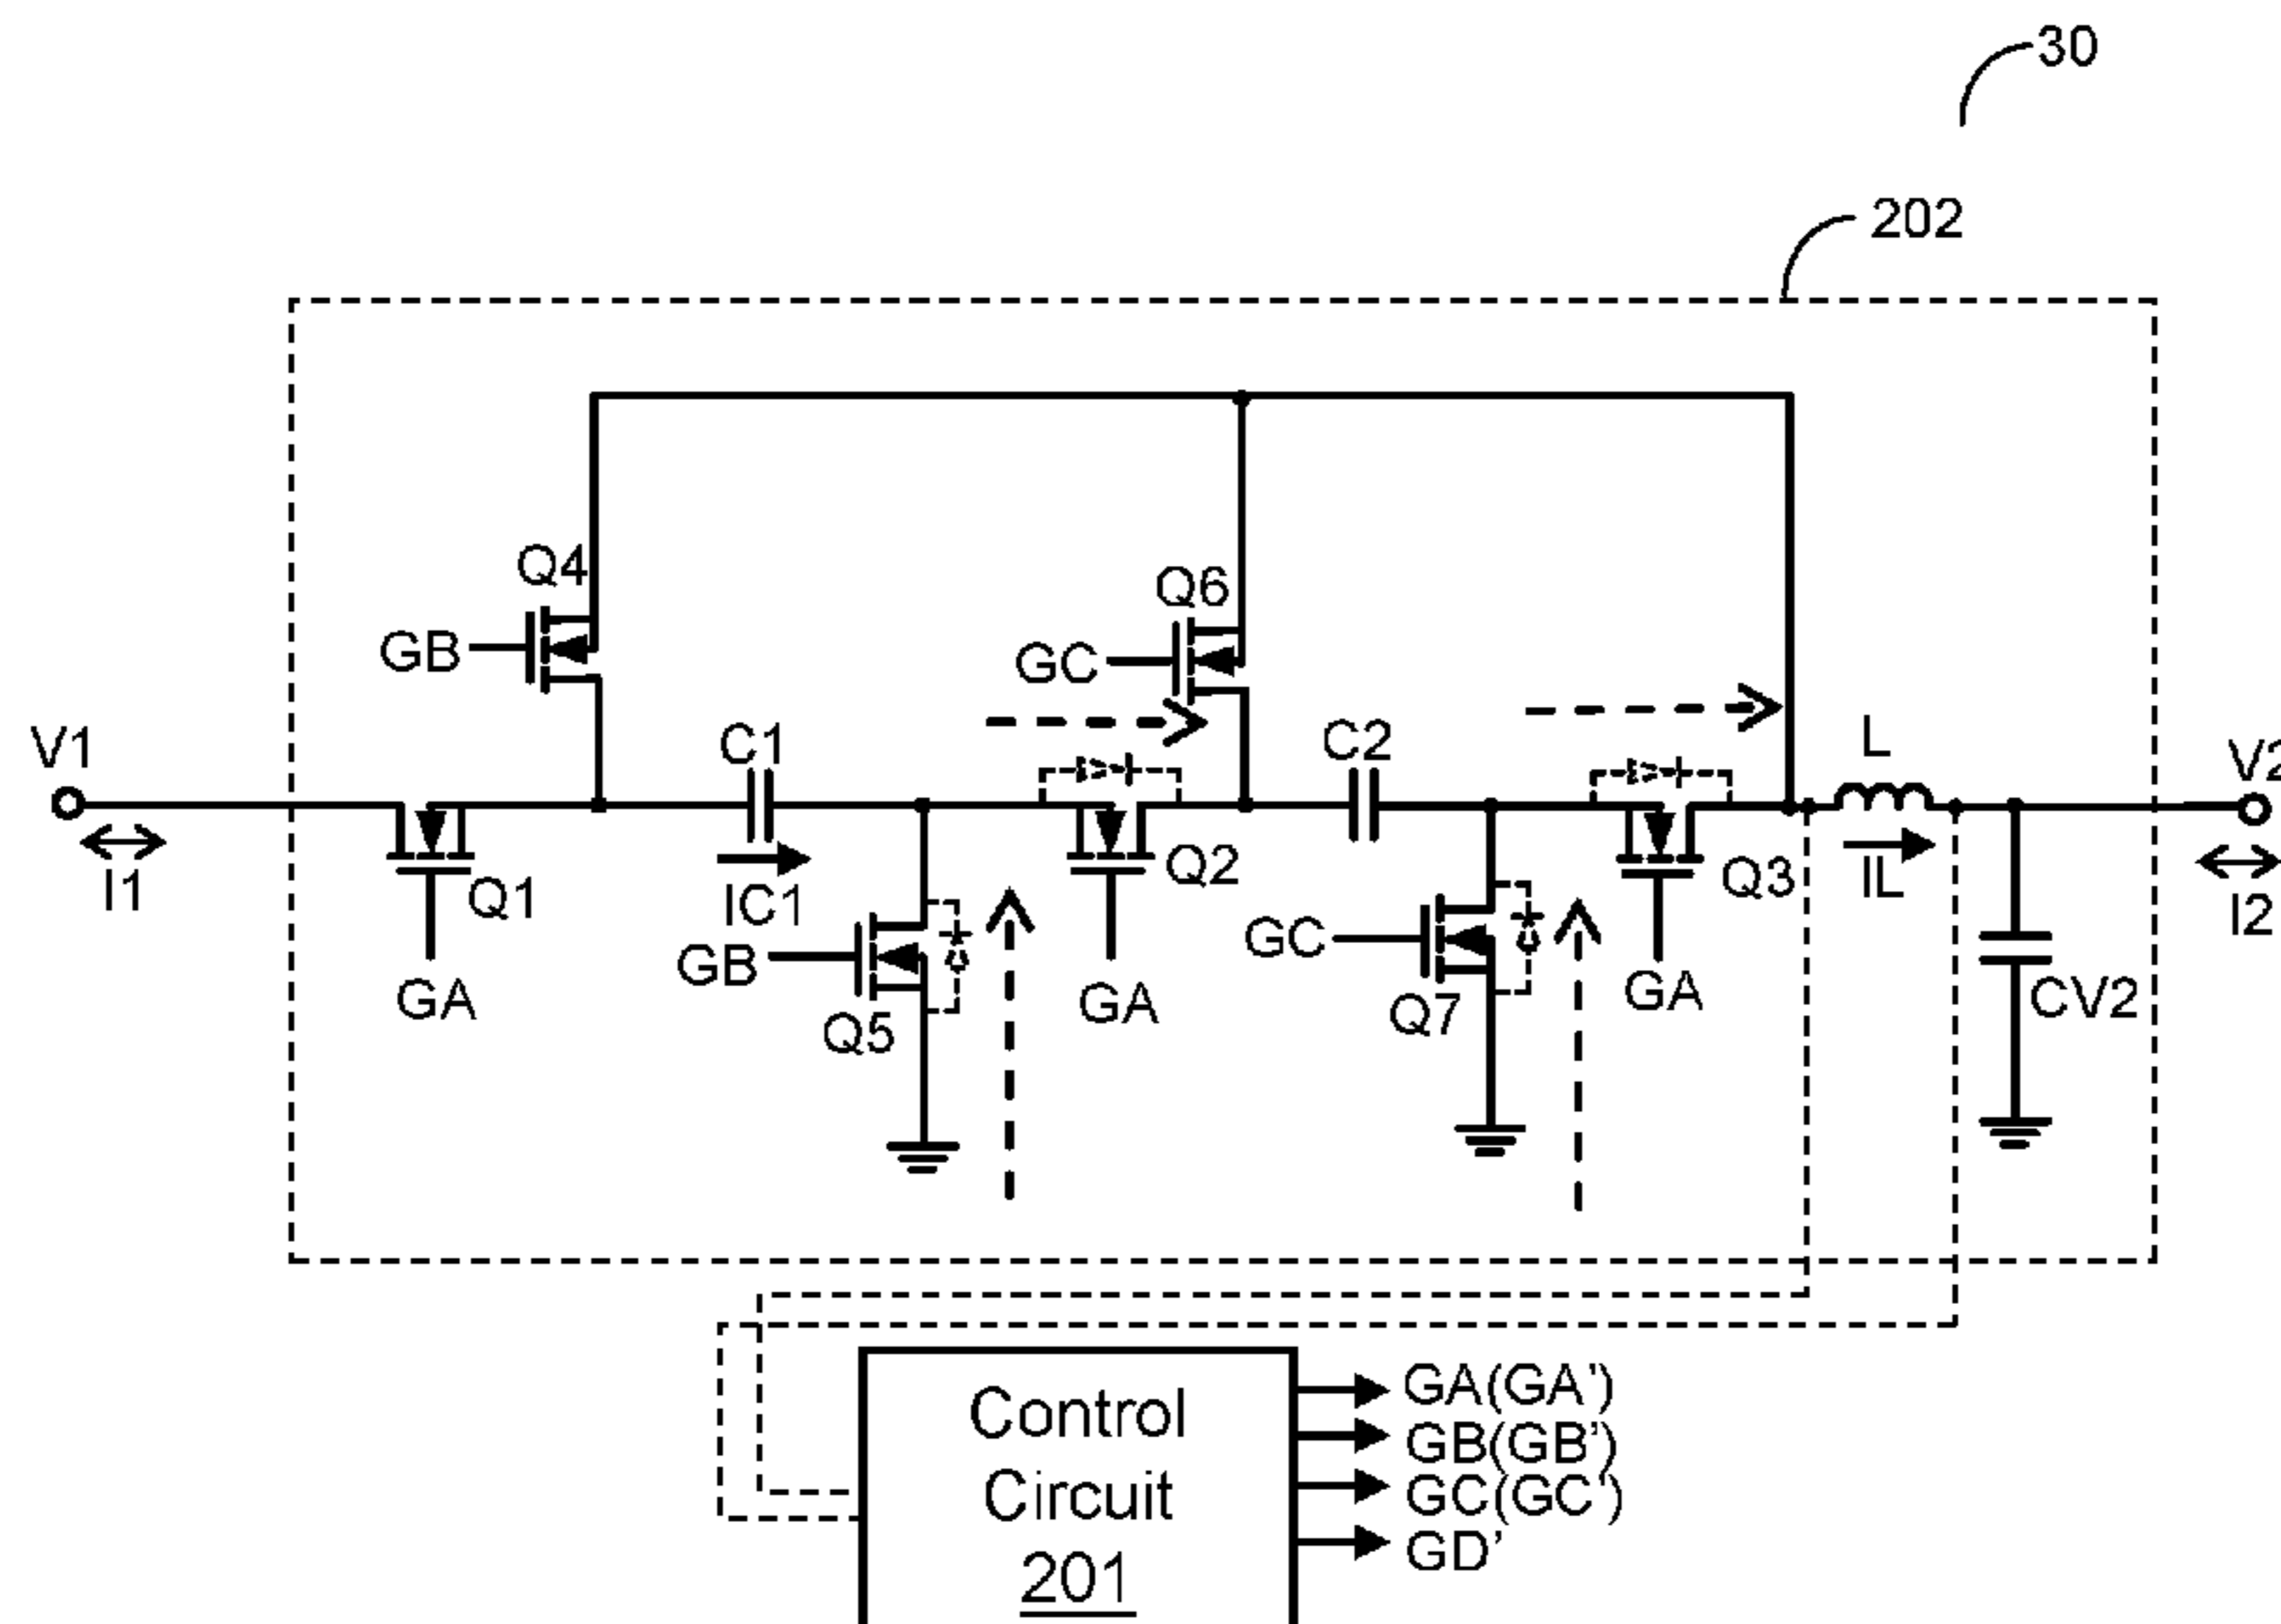 30
202
Q4
Q6
GB
GC
V1
C1
C2
L
V2
I1
Q1
IC1
Q2
Q3
IL
I2
GA
GB
Q5
GA
GC
Q7
GA
CV2
Control
Circuit
201
GA(GA’)
GB(GB’)
GC(GC’)
GD’